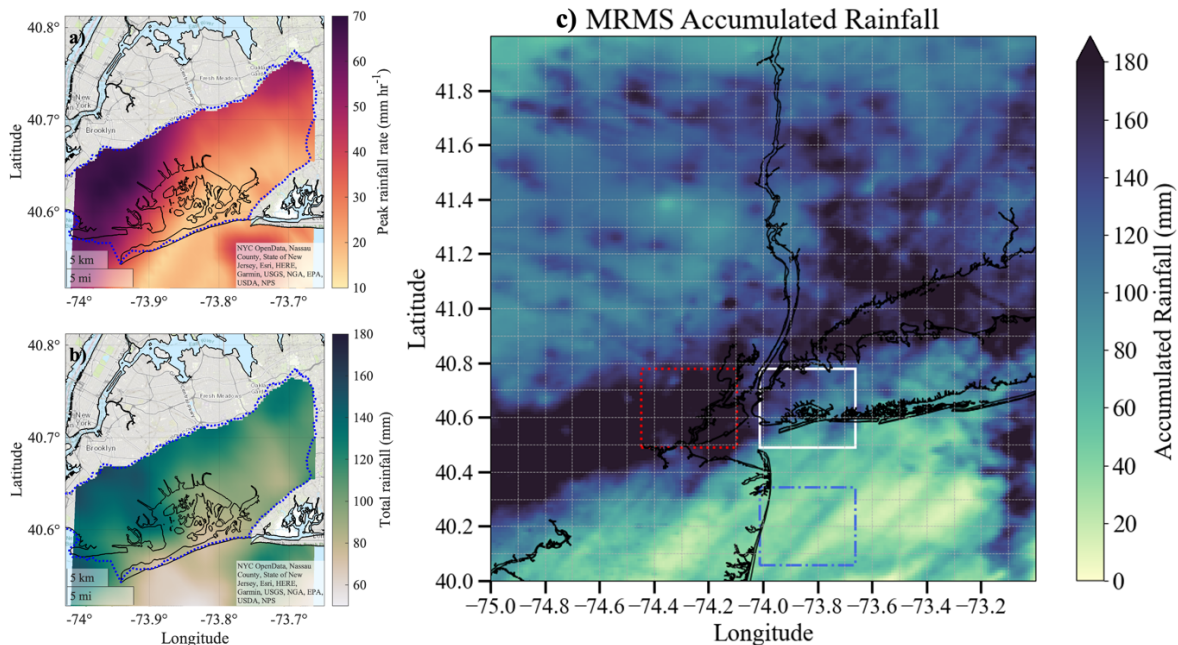 a)
40.8°
40.7°
40.6°
Latitude
New
York
Brooklyn
Fresh Meadows
5 km
5 mi
NYC OpenData, Nassau
County, State of New
Jersey, Esri, HERE,
Garmin, USGS, NGA, EPA,
USDA, NPS
−74°
−73.9°
−73.8°
−73.7°
70
60
50
40
30
20
10
Peak rainfall rate (mm hr⁻¹)
b)
40.8°
40.7°
40.6°
Latitude
New
York
Brooklyn
5 km
5 mi
NYC OpenData, Nassau
County, State of New
Jersey, Esri, HERE,
Garmin, USGS, NGA, EPA,
USDA, NPS
−74°
−73.9°
−73.8°
−73.7°
Longitude
180
160
140
120
100
80
60
Total rainfall (mm)
c) MRMS Accumulated Rainfall
41.8
41.6
41.4
41.2
41.0
40.8
40.6
40.4
40.2
40.0
Latitude
−75.0
−74.8
−74.6
−74.4
−74.2
−74.0
−73.8
−73.6
−73.4
−73.2
Longitude
180
160
140
120
100
80
60
40
20
0
Accumulated Rainfall (mm)